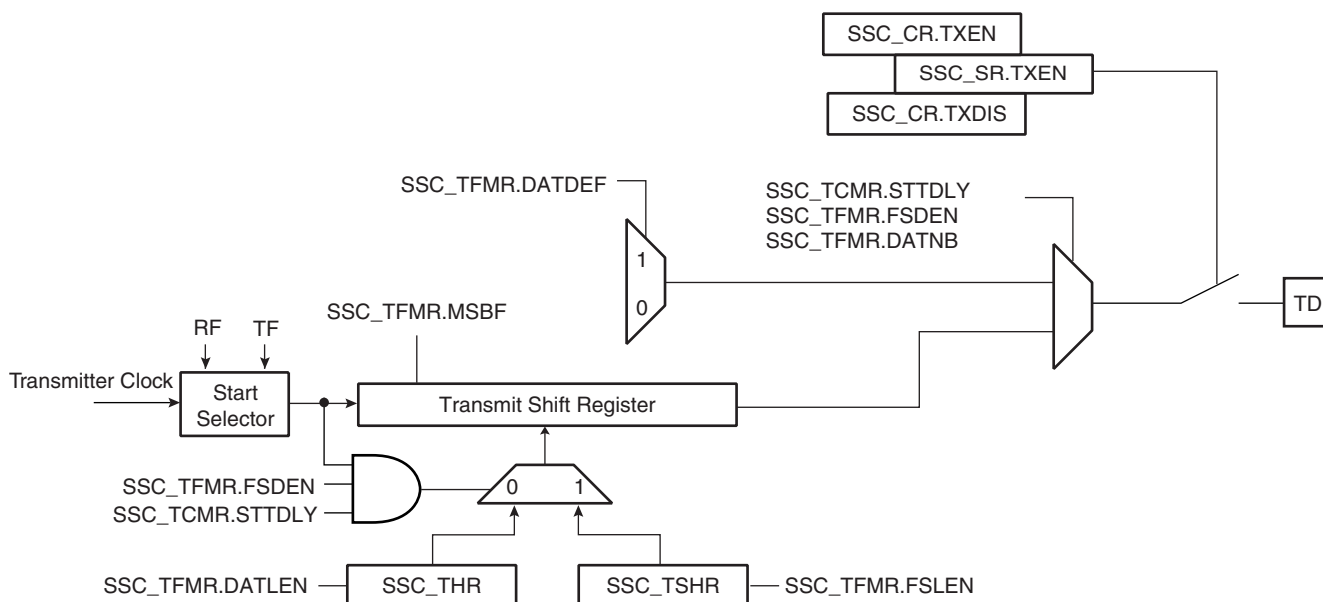 SSC_CR.TXEN
SSC_SR.TXEN
SSC_CR.TXDIS
SSC_TFMR.DATDEF
SSC_TCMR.STTDLY
SSC_TFMR.FSDEN
SSC_TFMR.DATNB
1
0
TD
SSC_TFMR.MSBF
RF TF
Transmitter Clock
Start
Selector
Transmit Shift Register
SSC_TFMR.FSDEN
SSC_TCMR.STTDLY
0 1
SSC_TFMR.DATLEN
SSC_THR
SSC_TSHR
SSC_TFMR.FSLEN